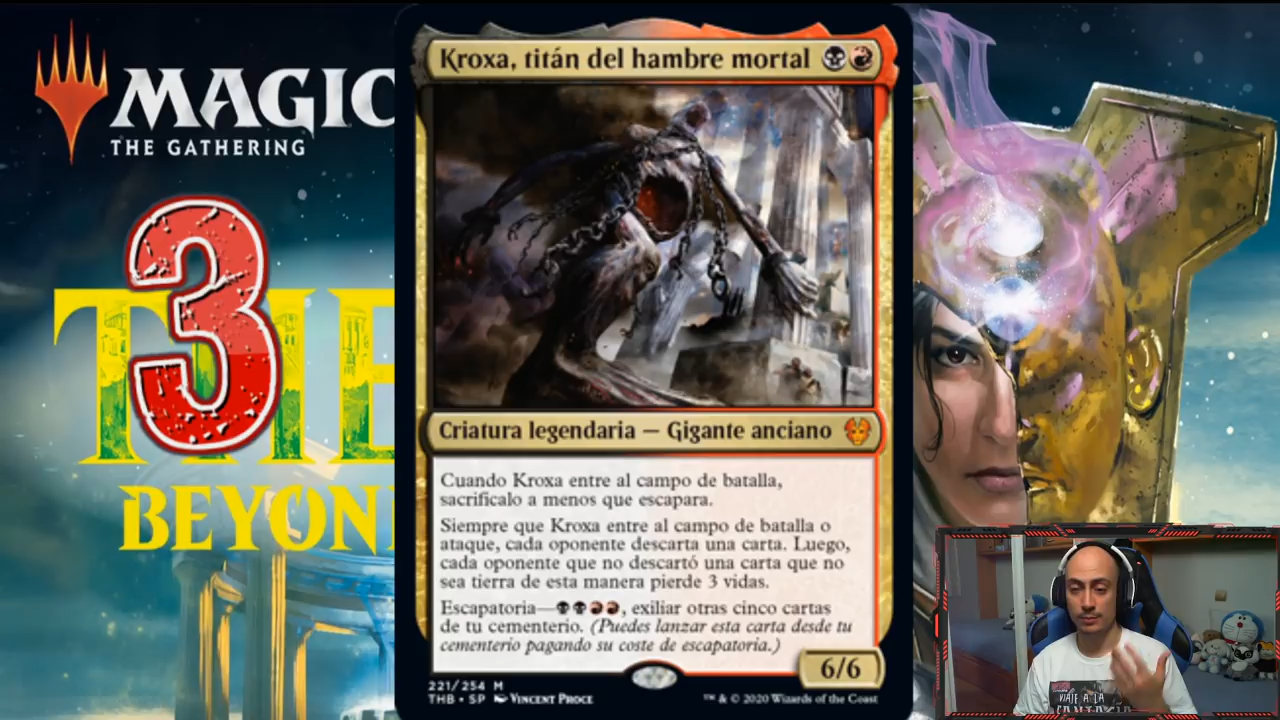 MAGIC
THE GATHERING
3
BEYON
Kroxa, titán del hambre mortal
Criatura legendaria — Gigante anciano
Cuando Kroxa entre al campo de batalla,
sacrifícalo a menos que escapara.
Siempre que Kroxa entre al campo de batalla o
ataque, cada oponente descarta una carta. Luego,
cada oponente que no descartó una carta que no
sea tierra de esta manera pierde 3 vidas.
Escapatoria—, exiliar otras cinco cartas
de tu cementerio. (Puedes lanzar esta carta desde tu
cementerio pagando su coste de escapatoria.)
6/6
221/254 M
THB • SP VINCENT PROCE
™ & © 2020 Wizards of the Coast
VIAJE A LA
FANTASIA